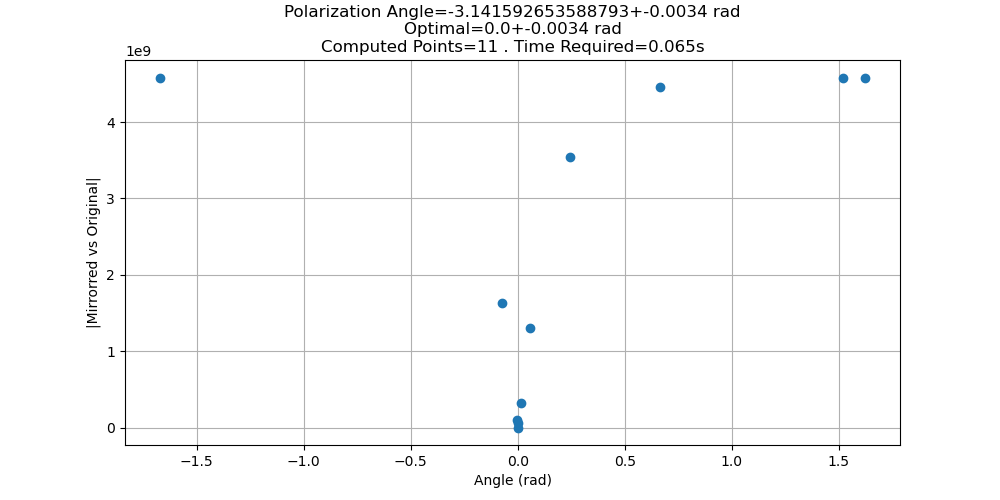 Polarization Angle=-3.141592653588793+-0.0034 rad
Optimal=0.0+-0.0034 rad
Computed Points=11 . Time Required=0.065s
1e9
4
3
2
1
0
|Mirrorred vs Original|
−1.5
−1.0
−0.5
0.0
0.5
1.0
1.5
Angle (rad)